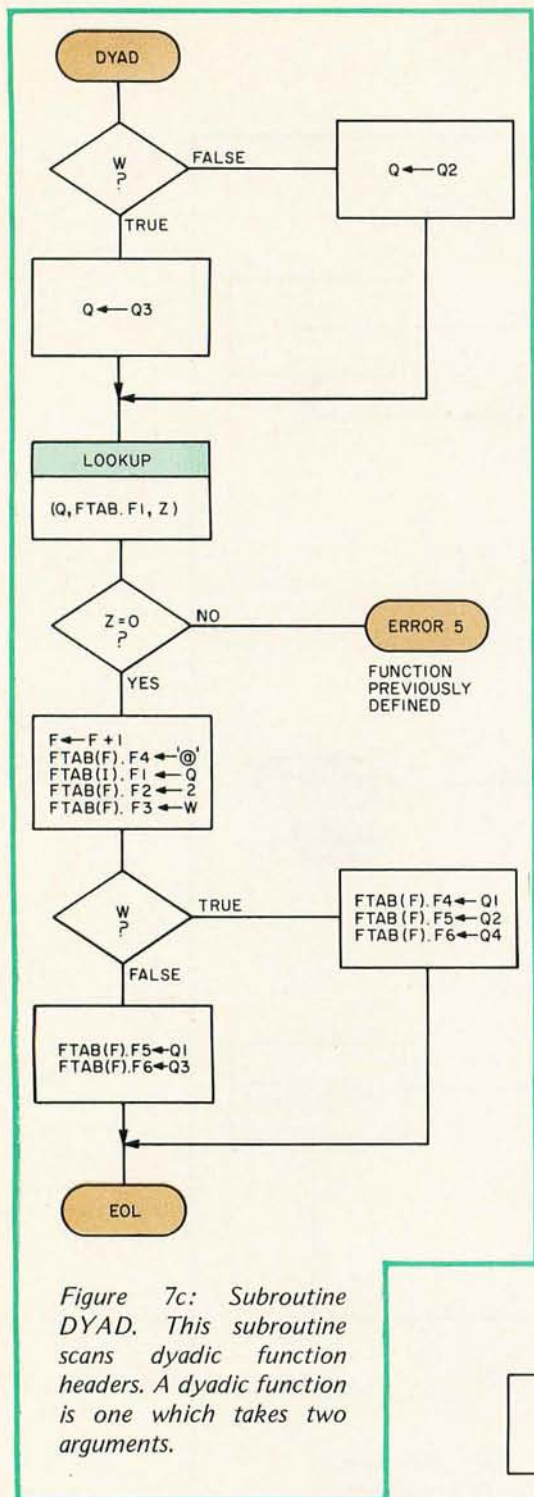 DYAD
W
?
FALSE
TRUE
Q ← Q2
Q ← Q3
LOOKUP
(Q, FTAB. F1, Z)
Z=0
?
NO
YES
ERROR 5
FUNCTION
PREVIOUSLY
DEFINED
F ← F +1
FTAB(F). F4 ← '@'
FTAB(I). F1 ← Q
FTAB(F). F2 ← 2
FTAB(F). F3 ← W
W
?
TRUE
FALSE
FTAB(F).F4 ← Q1
FTAB(F).F5 ← Q2
FTAB(F).F6 ← Q4
FTAB(F).F5 ← Q1
FTAB(F).F6 ← Q3
EOL
Figure 7c: Subroutine
DYAD. This subroutine
scans dyadic function
headers. A dyadic function
is one which takes two
arguments.